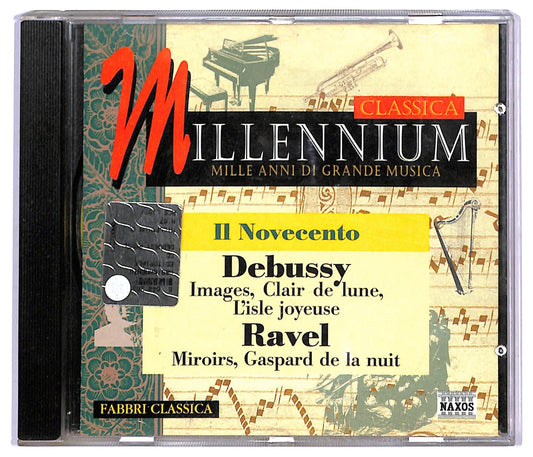 CLASSICA
MILLENNIUM
MILLE ANNI DI GRANDE MUSICA
Il Novecento
Debussy
Images, Clair de lune,
L'isle joyeuse
Ravel
Miroirs, Gaspard de la nuit
FABBRI CLASSICA
NAXOS